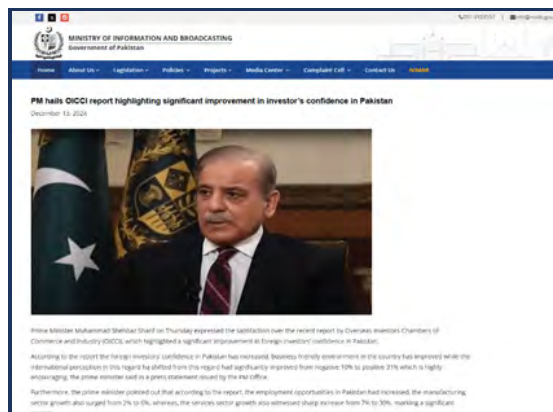 MINISTRY OF INFORMATION AND BROADCASTING
Government of Pakistan
Home About Us Legislation Policies Projects Media Center Complaint Cell Contact Us
PM hails OICCI report highlighting significant improvement in investor's confidence in Pakistan
December 13, 2024
Prime Minister Muhammad Shehbaz Sharif on Thursday expressed the satisfaction over the recent report by Overseas Investors Chambers of
Commerce and Industry (OICCI), which highlighted a significant improvement in foreign investors' confidence in Pakistan.
According to the report the foreign investors' confidence in Pakistan has increased, business friendly environment in the country has improved while the
international perception in this regard ha shifted from this regard had significantly improved from negative 10% to positive 21% which is highly
encouraging, the prime minister said in a press statement issued by the PM Office.
Furthermore, the prime minister pointed out that according to the report, the employment opportunities in Pakistan had increased, the manufacturing
sector growth also surged from 2% to 6%, whereas, the services sector growth also witnessed sharp increase from 7% to 30%, marking a significant